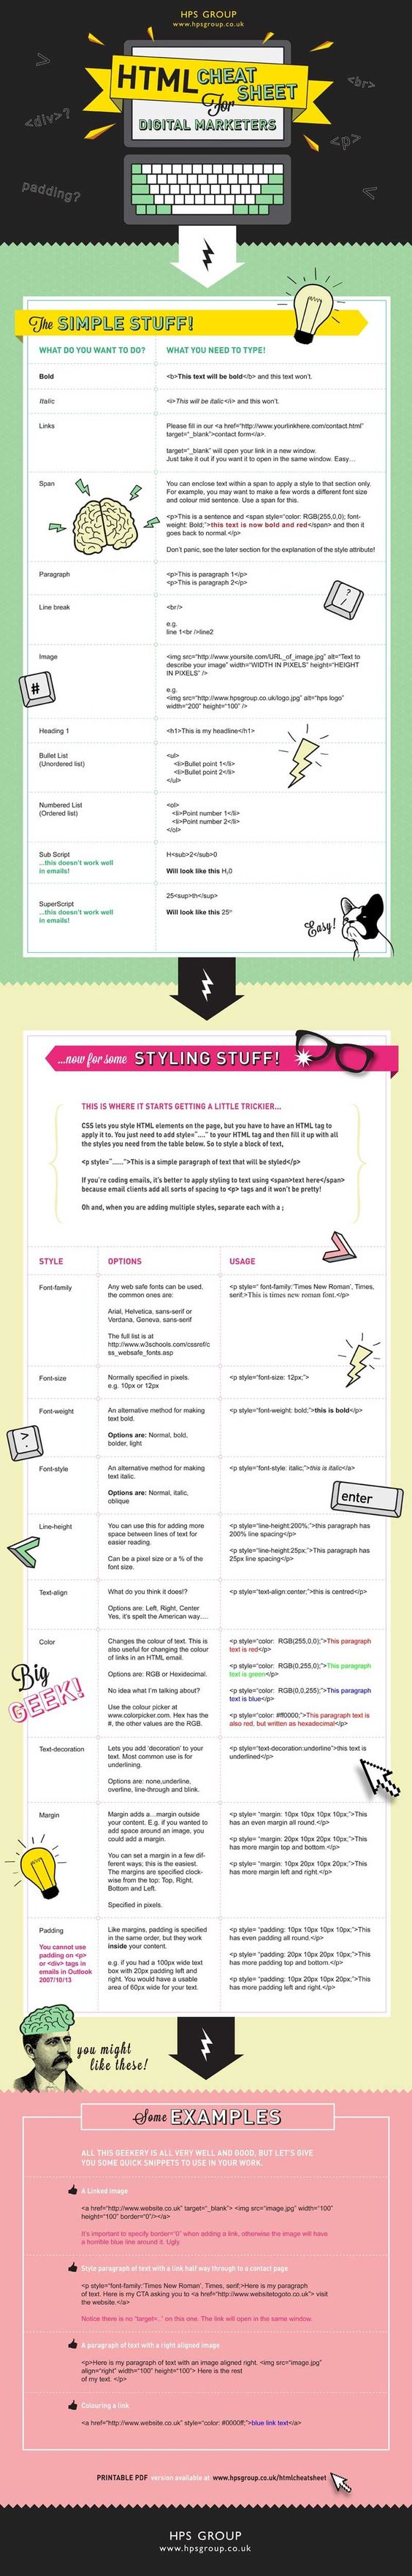 HPS GROUP
www.hpsgroup.co.uk
>
<br>
HTML CHEAT
SHEET
For
DIGITAL MARKETERS
<div>?
<p>
padding?
<
The SIMPLE STUFF!
WHAT DO YOU WANT TO DO?
WHAT YOU NEED TO TYPE!
Bold
<b>This text will be bold</b> and this text won't.
Italic
<i>This will be italic</i> and this won't.
Links
Please fill in our <a href="http://www.yourlinkhere.com/contact.html"
target="_blank">contact form</a>.
target="_blank" will open your link in a new window.
Just take it out if you want it to open in the same window. Easy…
Span
You can enclose text within a span to apply a style to that section only.
For example, you may want to make a few words a different font size
and colour mid sentence. Use a span for this.
<p>This is a sentence and <span style="color: RGB(255,0,0); font-
weight: Bold;">this text is now bold and red</span> and then it
goes back to normal.</p>
Don't panic, see the later section for the explanation of the style attribute!
Paragraph
<p>This is paragraph 1</p>
<p>This is paragraph 2</p>
?
/
Line break
<br/>
e.g.
line 1<br />line2
Image
<img src="http://www.yoursite.com/URL_of_image.jpg" alt="Text to
describe your image" width="WIDTH IN PIXELS" height="HEIGHT
IN PIXELS" />
e.g.
<img src="http://www.hpsgroup.co.uk/logo.jpg" alt="hps logo"
width="200" height="100" />
#
Heading 1
<h1>This is my headline</h1>
Bullet List
(Unordered list)
<ul>
<li>Bullet point 1</li>
<li>Bullet point 2</li>
</ul>
Numbered List
(Ordered list)
<ol>
<li>Point number 1</li>
<li>Point number 2</li>
</ol>
Sub Script
...this doesn't work well
in emails!
H<sub>2</sub>0
Will look like this H₂0
SuperScript
...this doesn't work well
in emails!
25<sup>th</sup>
Will look like this 25ᵗʰ
Easy!
...now for some STYLING STUFF!
THIS IS WHERE IT STARTS GETTING A LITTLE TRICKIER...
CSS lets you style HTML elements on the page, but you have to have an HTML tag to
apply it to. You just need to add style="...." to your HTML tag and then fill it up with all
the styles you need from the table below. So to style a block of text,
<p style="......">This is a simple paragraph of text that will be styled</p>
If you're coding emails, it's better to apply styling to text using <span>text here</span>
because email clients add all sorts of spacing to <p> tags and it won't be pretty!
Oh and, when you are adding multiple styles, separate each with a ;
STYLE
OPTIONS
USAGE
Font-family
Any web safe fonts can be used,
the common ones are:
Arial, Helvetica, sans-serif or
Verdana, Geneva, sans-serif
The full list is at
http://www.w3schools.com/cssref/c
ss_websafe_fonts.asp
<p style=" font-family:'Times New Roman', Times,
serif;>This is times new roman font.</p>
Font-size
Normally specified in pixels.
e.g. 10px or 12px
<p style="font-size: 12px;">
Font-weight
An alternative method for making
text bold.
Options are: Normal, bold,
bolder, light
<p style="font-weight: bold;">this is bold</p>
>
.
Font-style
An alternative method for making
text italic.
Options are: Normal, italic,
oblique
<p style="font-style: italic;">this is italic</a>
enter
Line-height
You can use this for adding more
space between lines of text for
easier reading.
Can be a pixel size or a % of the
font size.
<p style="line-height:200%;">this paragraph has
200% line spacing</p>
<p style="line-height:25px;">This paragraph has
25px line spacing</p>
Text-align
What do you think it does!?
Options are: Left, Right, Center
Yes, it's spelt the American way….
<p style="text-align:center;">this is centred</p>
Color
Changes the colour of text. This is
also useful for changing the colour
of links in an HTML email.
Options are: RGB or Hexidecimal.
No idea what I'm talking about?
Use the colour picker at
www.colorpicker.com. Hex has the
#, the other values are the RGB.
<p style="color: RGB(255,0,0);">This paragraph
text is red</p>
<p style="color: RGB(0,255,0);">This paragraph
text is green</p>
<p style="color: RGB(0,0,255);">This paragraph
text is blue</p>
<p style="color: #ff0000;">This paragraph text is
also red, but written as hexadecimal</p>
Big
GEEK!
Text-decoration
Lets you add 'decoration' to your
text. Most common use is for
underlining.
Options are: none,underline,
overline, line-through and blink.
<p style="text-decoration:underline">this text is
underlined</p>
Margin
Margin adds a…margin outside
your content. E.g. if you wanted to
add space around an image, you
could add a margin.
You can set a margin in a few dif-
ferent ways; this is the easiest.
The margins are specified clock-
wise from the top: Top, Right,
Bottom and Left.
Specified in pixels.
<p style= "margin: 10px 10px 10px 10px;">This
has an even margin all round.</p>
<p style= "margin: 20px 10px 20px 10px;">This
has more margin top and bottom.</p>
<p style= "margin: 10px 20px 10px 20px;">This
has more margin left and right.</p>
Padding
You cannot use
padding on <p>
or <div> tags in
emails in Outlook
2007/10/13
Like margins, padding is specified
in the same order, but they work
inside your content.
e.g. if you had a 100px wide text
box with 20px padding left and
right. You would have a usable
area of 60px wide for your text.
<p style= "padding: 10px 10px 10px 10px;">This
has even padding all round.</p>
<p style= "padding: 20px 10px 20px 10px;">This
has more padding top and bottom.</p>
<p style= "padding: 10px 20px 10px 20px;">This
has more padding left and right.</p>
you might
like these!
Some EXAMPLES
ALL THIS GEEKERY IS ALL VERY WELL AND GOOD, BUT LET'S GIVE
YOU SOME QUICK SNIPPETS TO USE IN YOUR WORK.
A Linked image
<a href="http://www.website.co.uk" target="_blank"> <img src="image.jpg" width="100"
height="100" border="0"/></a>
It's important to specify border="0" when adding a link, otherwise the image will have
a horrible blue line around it. Ugly
Style paragraph of text with a link half way through to a contact page
<p style="font-family:'Times New Roman', Times, serif;>Here is my paragraph
of text. Here is my CTA asking you to <a href="http://www.websitetogoto.co.uk"> visit
the website.</a>
Notice there is no "target=.." on this one. The link will open in the same window.
A paragraph of text with a right aligned image
<p>Here is my paragraph of text with an image aligned right. <img src="image.jpg"
align="right" width="100" height="100"> Here is the rest
of my text. </p>
Colouring a link
<a href="http://www.website.co.uk" style="color: #0000ff;">blue link text</a>
PRINTABLE PDF version available at www.hpsgroup.co.uk/htmlcheatsheet
HPS GROUP
www.hpsgroup.co.uk